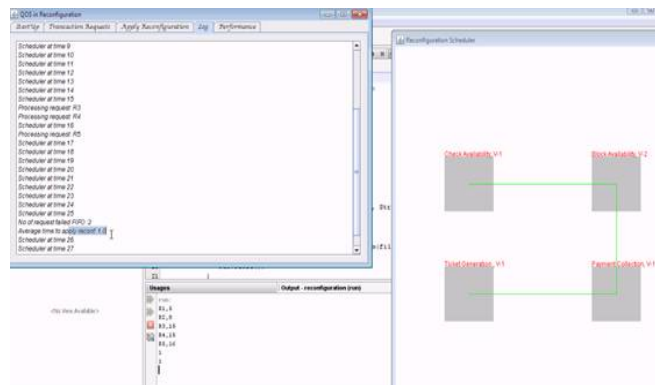 QOS in Reconfiguration
StartUp
Transaction Requests
Apply Reconfiguration
Log
Performance
Scheduler at time 9
Scheduler at time 10
Scheduler at time 11
Scheduler at time 12
Scheduler at time 13
Scheduler at time 14
Scheduler at time 15
Processing request R3
Processing request R4
Scheduler at time 16
Processing request R5
Scheduler at time 17
Scheduler at time 18
Scheduler at time 19
Scheduler at time 20
Scheduler at time 21
Scheduler at time 22
Scheduler at time 23
Scheduler at time 24
Scheduler at time 25
No of request failed FIFO :3
Average time to apply reconf 1.0
Scheduler at time 26
Scheduler at time 27
Reconfiguration Scheduler
Check Availability, V-1
Block Availability, V-2
Ticket Generation, V-1
Payment Collection, V-1
<No View Available>
Usages
Output - reconfiguration (run)
run:
R1,5
R2,8
R3,15
R4,15
R5,16